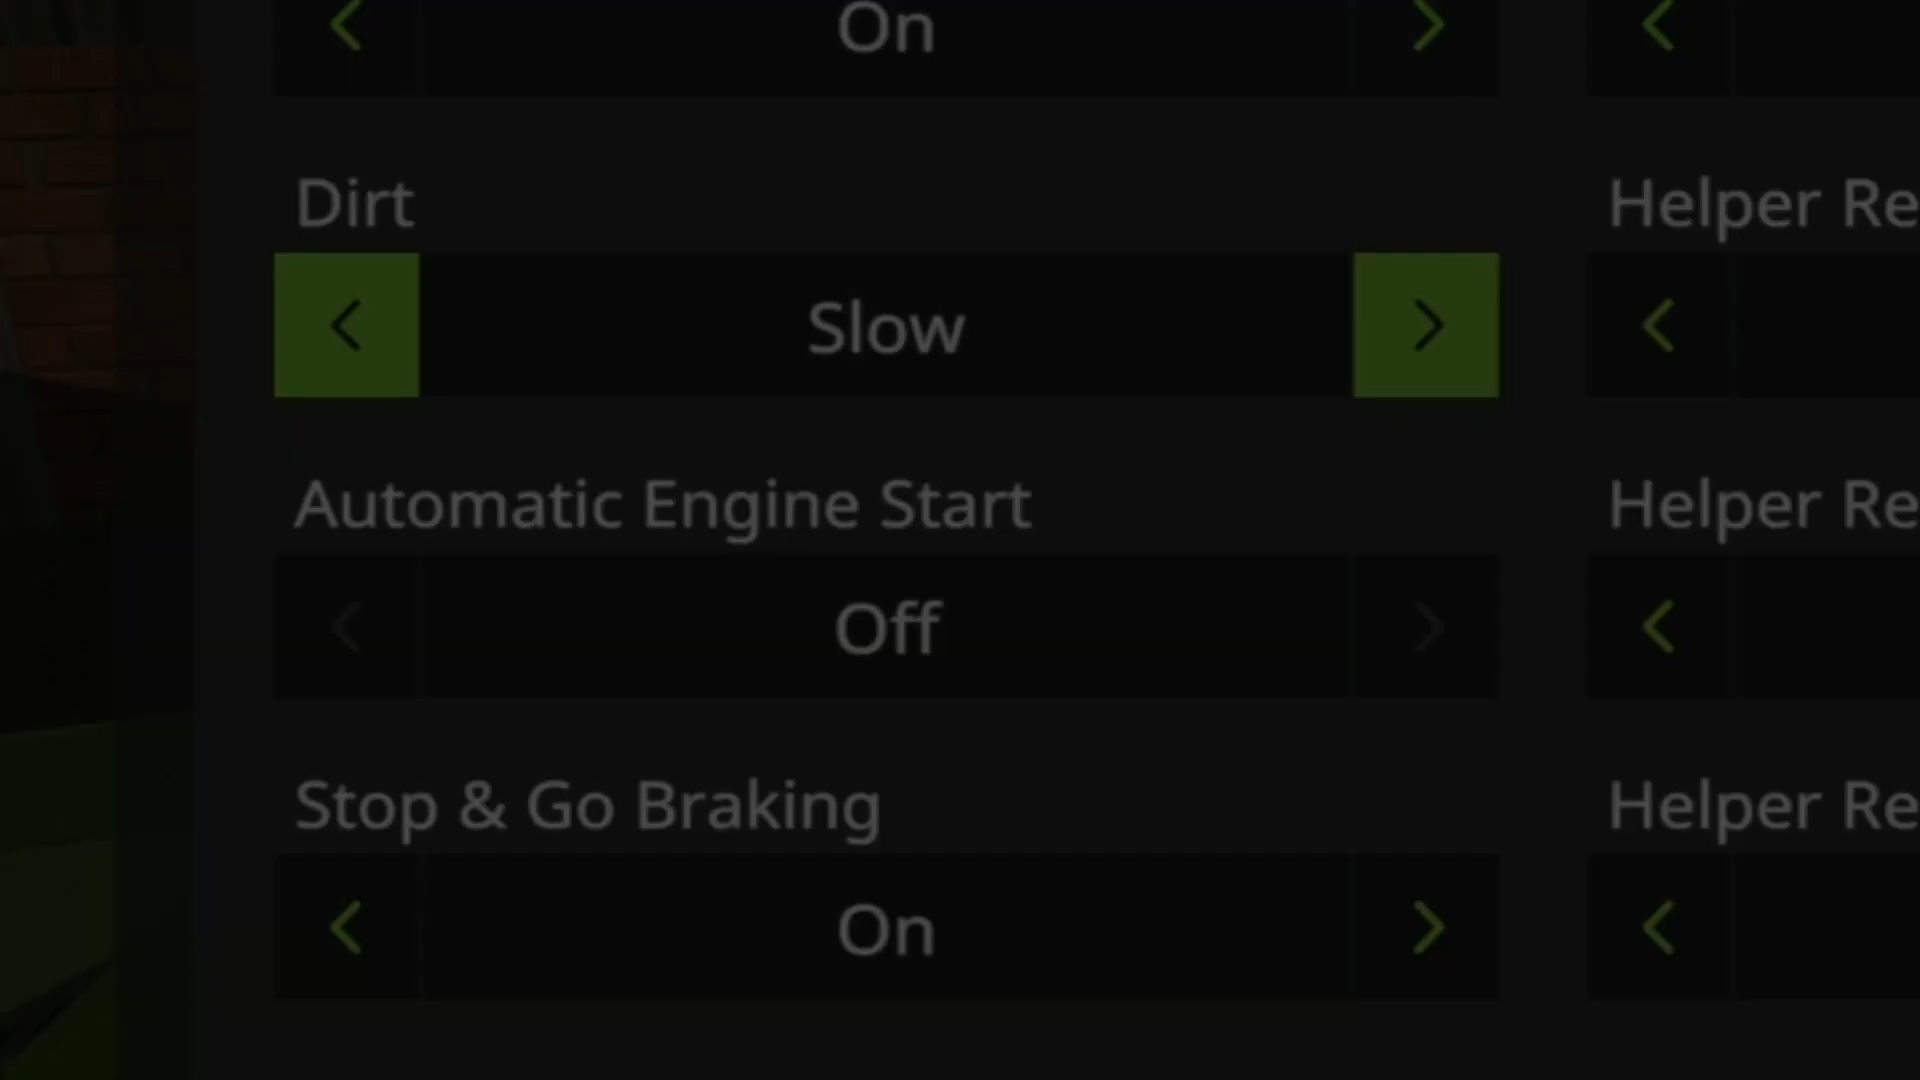 On
Dirt
Slow
Automatic Engine Start
Off
Stop & Go Braking
On
Helper Re
Helper Re
Helper Re